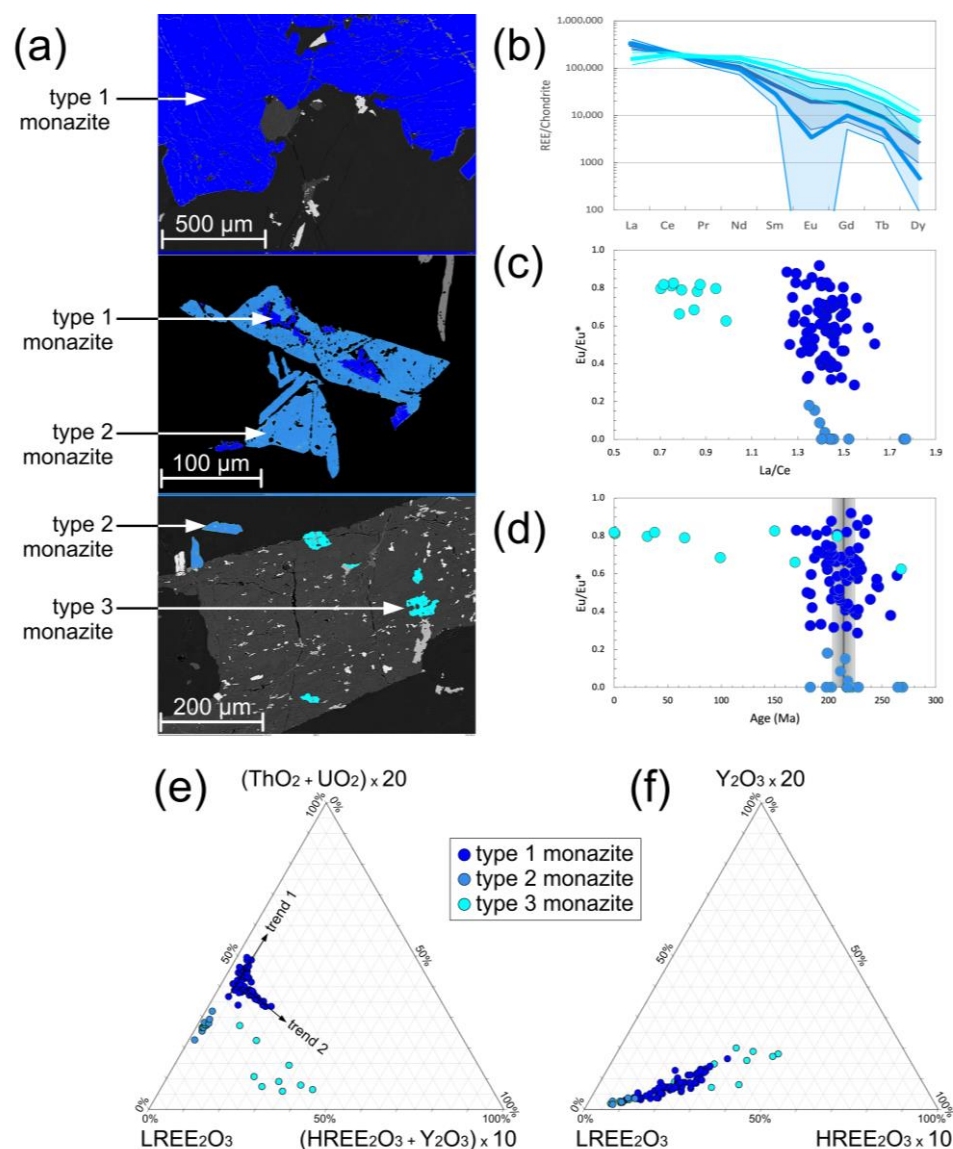 (a)
type 1
monazite
500 µm
type 1
monazite
type 2
monazite
100 µm
type 2
monazite
type 3
monazite
200 µm
(b)
REE/Chondrite
1.000.000
100,000
10,000
1000
100
La Ce Pr Nd Sm Eu Gd Tb Dy
(c)
Eu/Eu*
1.0
0.8
0.6
0.4
0.2
0.0
0.5 0.7 0.9 1.1 1.3 1.5 1.7 1.9
La/Ce
(d)
Eu/Eu*
1.0
0.8
0.6
0.4
0.2
0.0
0 50 100 150 200 250 300
Age (Ma)
(e)
(ThO₂ + UO₂) x 20
100% 0%
50% 50%
trend 1
trend 2
0% 100%
0% 50% 100%
LREE₂O₃ (HREE₂O₃ + Y₂O₃) x 10
type 1 monazite
type 2 monazite
type 3 monazite
(f)
Y₂O₃ x 20
100% 0%
50% 50%
0% 100%
0% 50% 100%
LREE₂O₃ HREE₂O₃ x 10